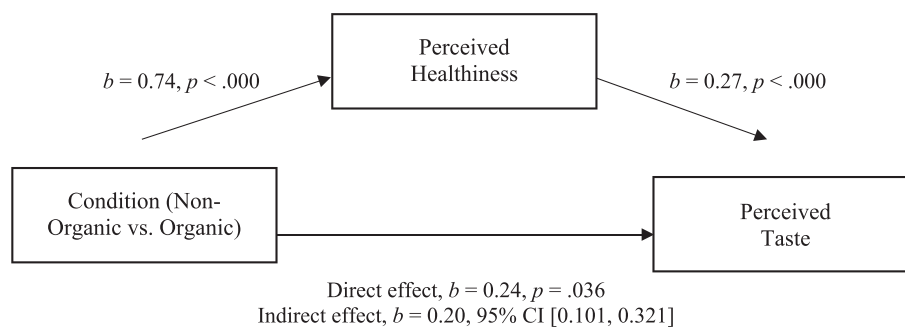 Perceived
Healthiness
b = 0.74, p < .000
b = 0.27, p < .000
Condition (Non-
Organic vs. Organic)
Perceived
Taste
Direct effect, b = 0.24, p = .036
Indirect effect, b = 0.20, 95% CI [0.101, 0.321]